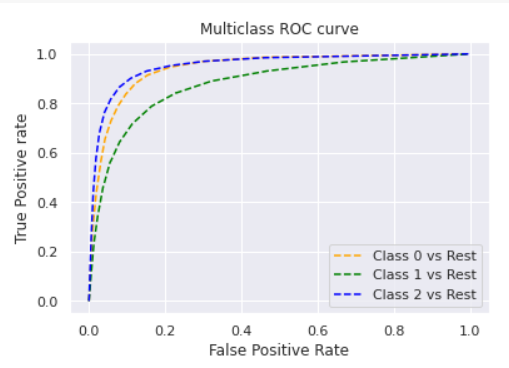 Multiclass ROC curve
True Positive rate
1.0
0.8
0.6
0.4
0.2
0.0
Class 0 vs Rest
Class 1 vs Rest
Class 2 vs Rest
0.0 0.2 0.4 0.6 0.8 1.0
False Positive Rate